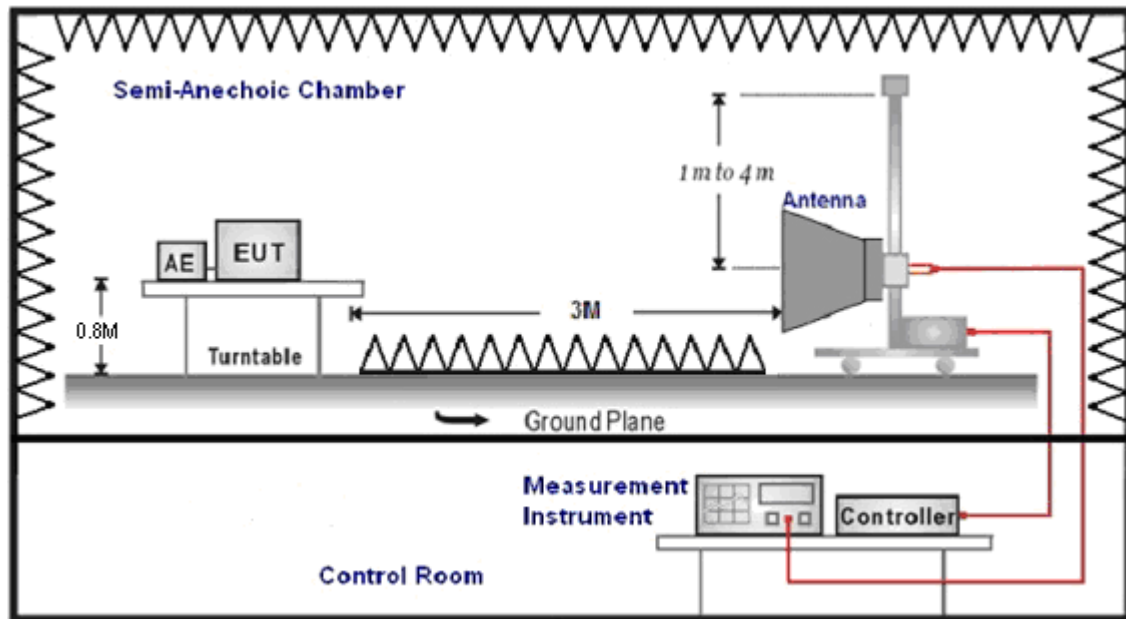 Semi-Anechoic Chamber
1 m to 4 m
Antenna
AE
EUT
3M
0.8M
Turntable
Ground Plane
Measurement
Instrument
Controller
Control Room